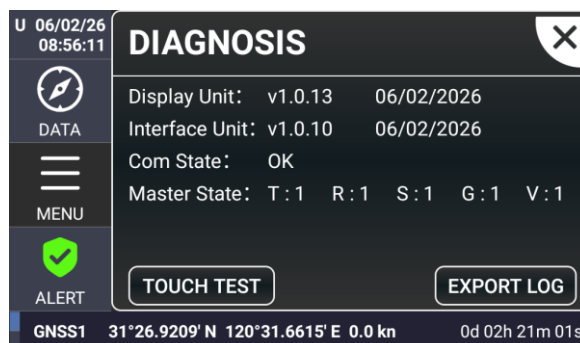 U 06/02/26
08:56:11
DIAGNOSIS
DATA
MENU
ALERT
Display Unit: v1.0.13 06/02/2026
Interface Unit: v1.0.10 06/02/2026
Com State: OK
Master State: T:1 R:1 S:1 G:1 V:1
TOUCH TEST
EXPORT LOG
GNSS1 31°26.9209' N 120°31.6615' E 0.0 kn 0d 02h 21m 01s